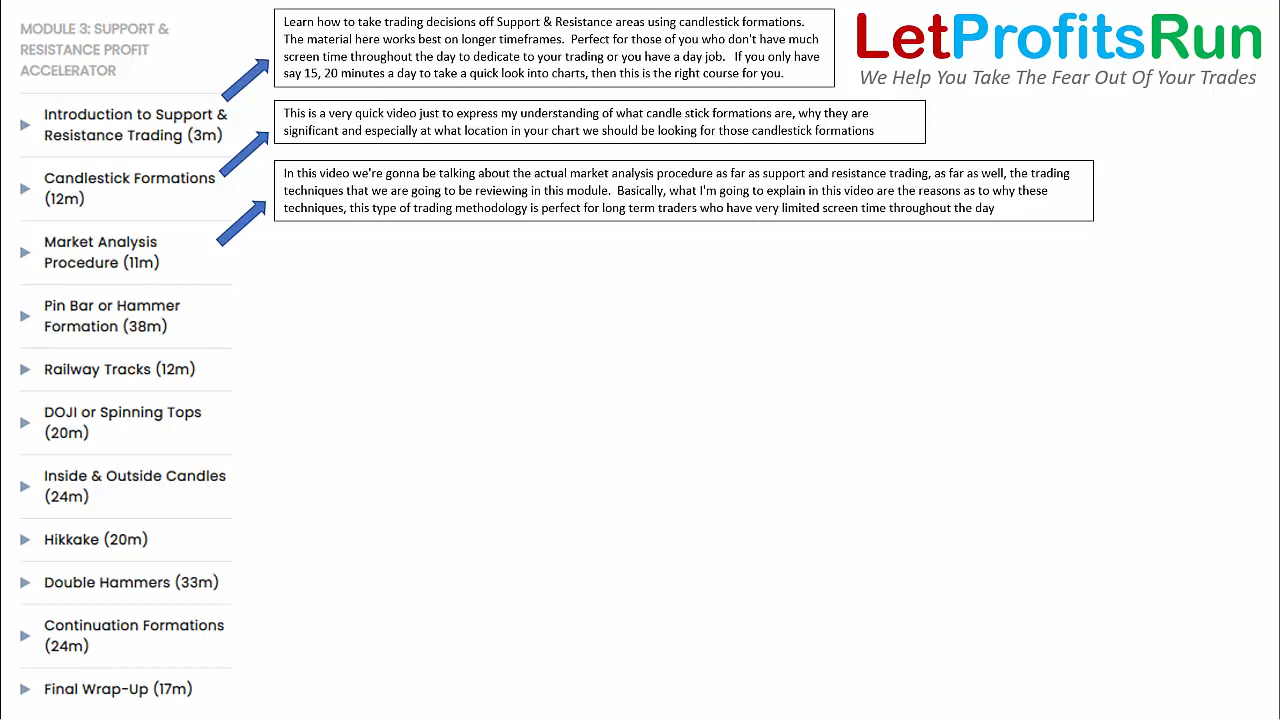 MODULE 3: SUPPORT &
RESISTANCE PROFIT
ACCELERATOR
Introduction to Support &
Resistance Trading (3m)
Candlestick Formations
(12m)
Market Analysis
Procedure (11m)
Pin Bar or Hammer
Formation (38m)
Railway Tracks (12m)
DOJI or Spinning Tops
(20m)
Inside & Outside Candles
(24m)
Hikkake (20m)
Double Hammers (33m)
Continuation Formations
(24m)
Final Wrap-Up (17m)
Learn how to take trading decisions off Support & Resistance areas using candlestick formations.
The material here works best on longer timeframes.  Perfect for those of you who don't have much
screen time throughout the day to dedicate to your trading or you have a day job.   If you only have
say 15, 20 minutes a day to take a quick look into charts, then this is the right course for you.
This is a very quick video just to express my understanding of what candle stick formations are, why they are
significant and especially at what location in your chart we should be looking for those candlestick formations
In this video we're gonna be talking about the actual market analysis procedure as far as support and resistance trading, as far as well, the trading
techniques that we are going to be reviewing in this module.  Basically, what I'm going to explain in this video are the reasons as to why these
techniques, this type of trading methodology is perfect for long term traders who have very limited screen time throughout the day
LetProfitsRun
We Help You Take The Fear Out Of Your Trades